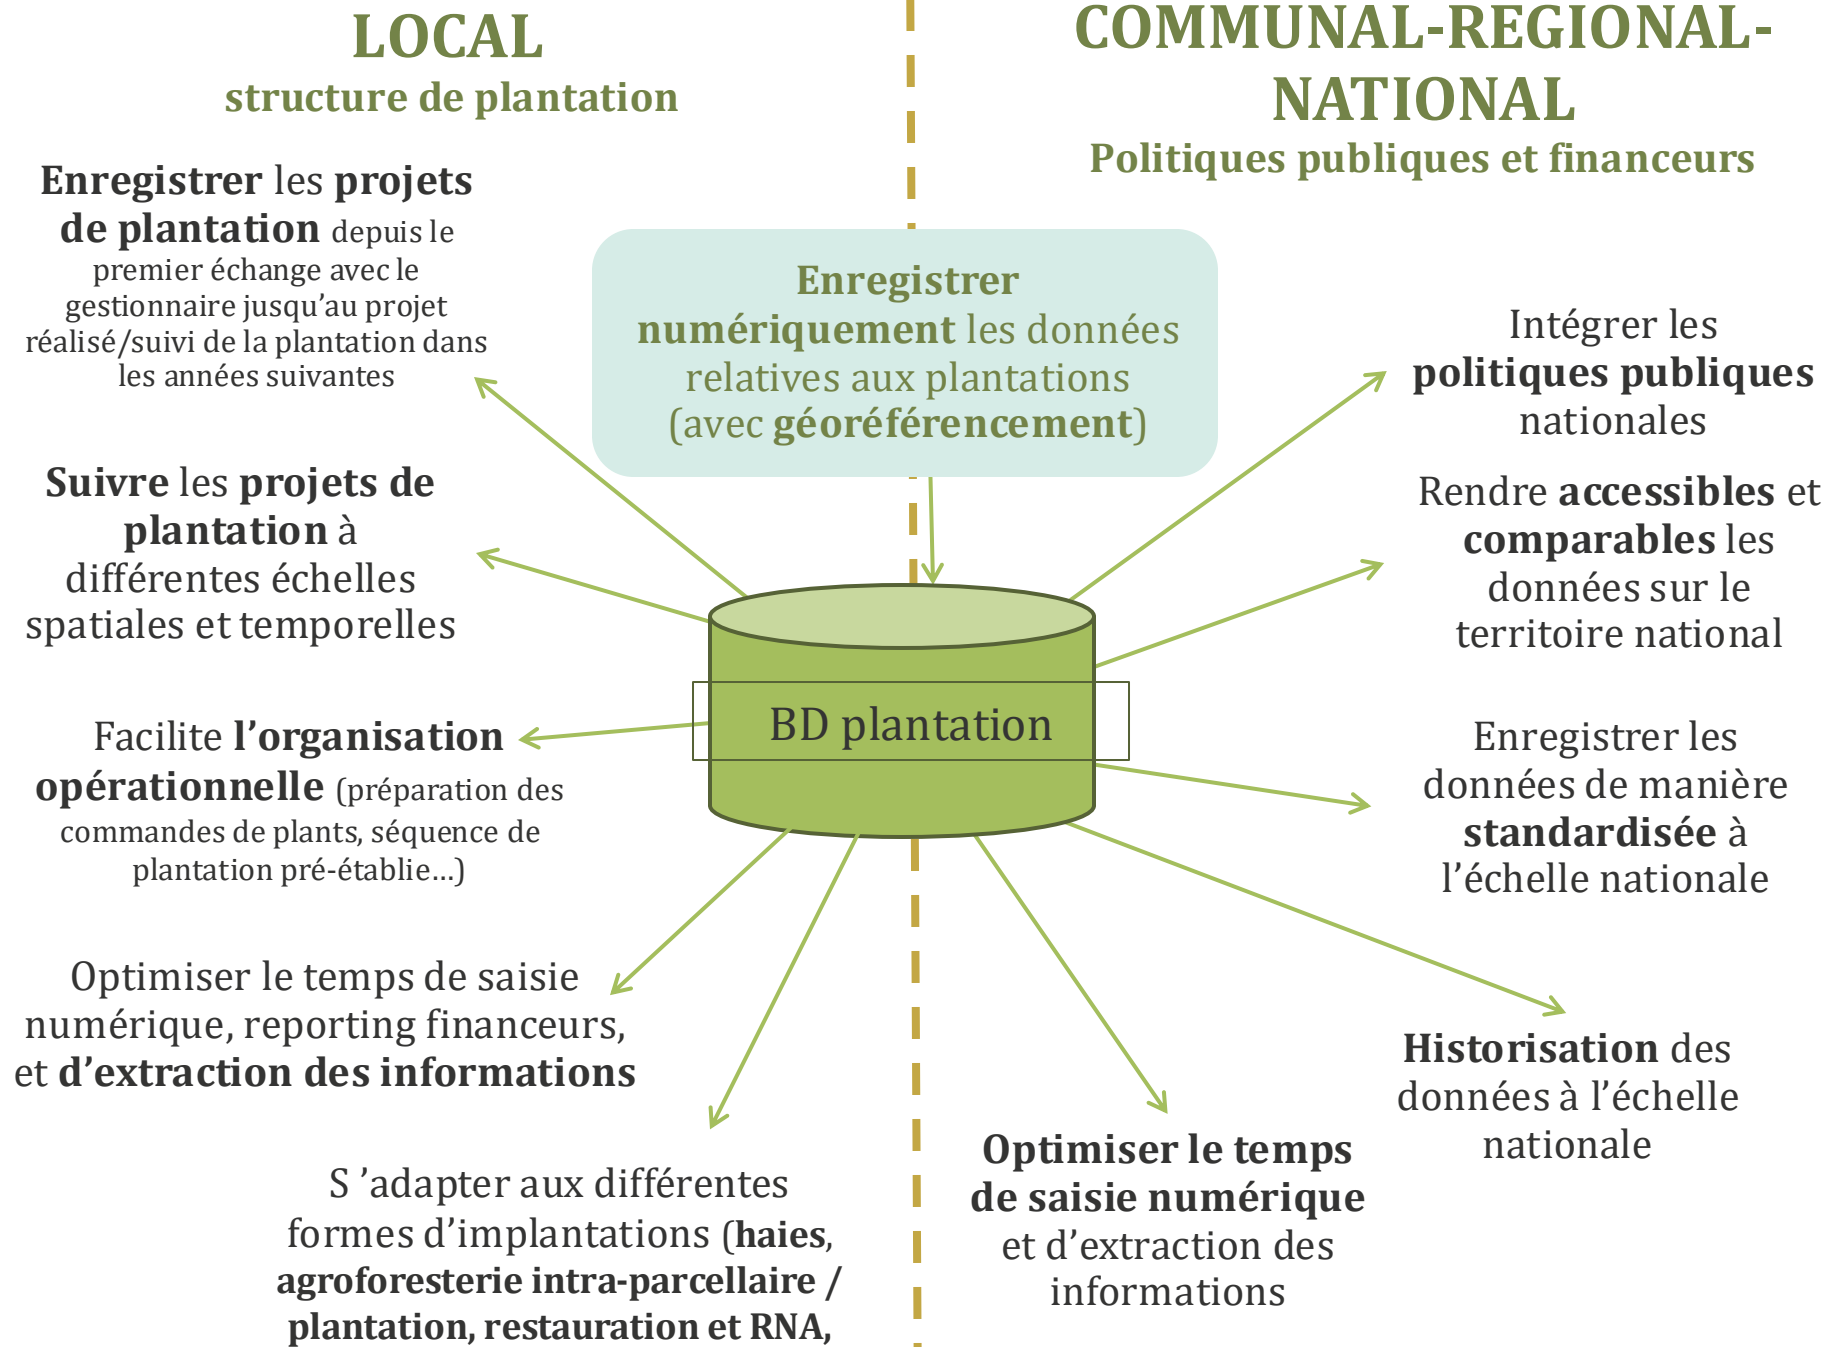 LOCAL
structure de plantation
COMMUNAL-REGIONAL-
NATIONAL
Politiques publiques et financeurs
Enregistrer les projets
de plantation depuis le
premier échange avec le
gestionnaire jusqu’au projet
réalisé/suivi de la plantation dans
les années suivantes
Enregistrer
numériquement les données
relatives aux plantations
(avec géoréférencement)
Suivre les projets de
plantation à
différentes échelles
spatiales et temporelles
Facilite l’organisation
opérationnelle (préparation des
commandes de plants, séquence de
plantation pré-établie…)
Optimiser le temps de saisie
numérique, reporting financeurs,
et d’extraction des informations
S ’adapter aux différentes
formes d’implantations (haies,
agroforesterie intra-parcellaire /
plantation, restauration et RNA,
BD plantation
Intégrer les
politiques publiques
nationales
Rendre accessibles et
comparables les
données sur le
territoire national
Enregistrer les
données de manière
standardisée à
l’échelle nationale
Historisation des
données à l’échelle
nationale
Optimiser le temps
de saisie numérique
et d’extraction des
informations